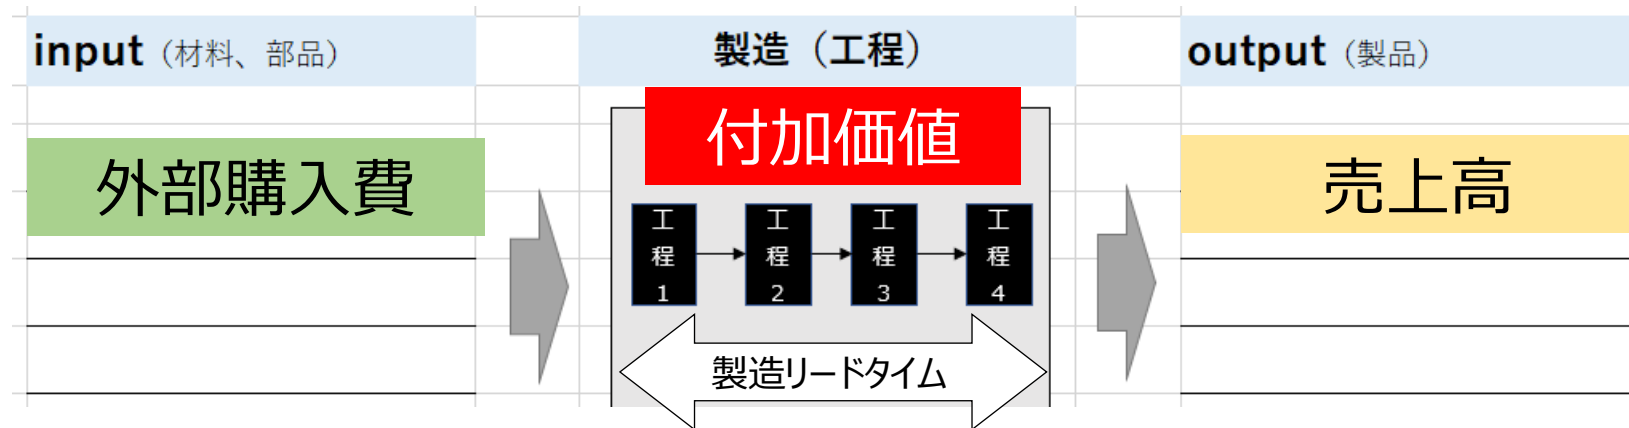 input（材料、部品）
製造（工程）
output（製品）
外部購入費
付加価値
売上高
工程1
工程2
工程3
工程4
製造リードタイム